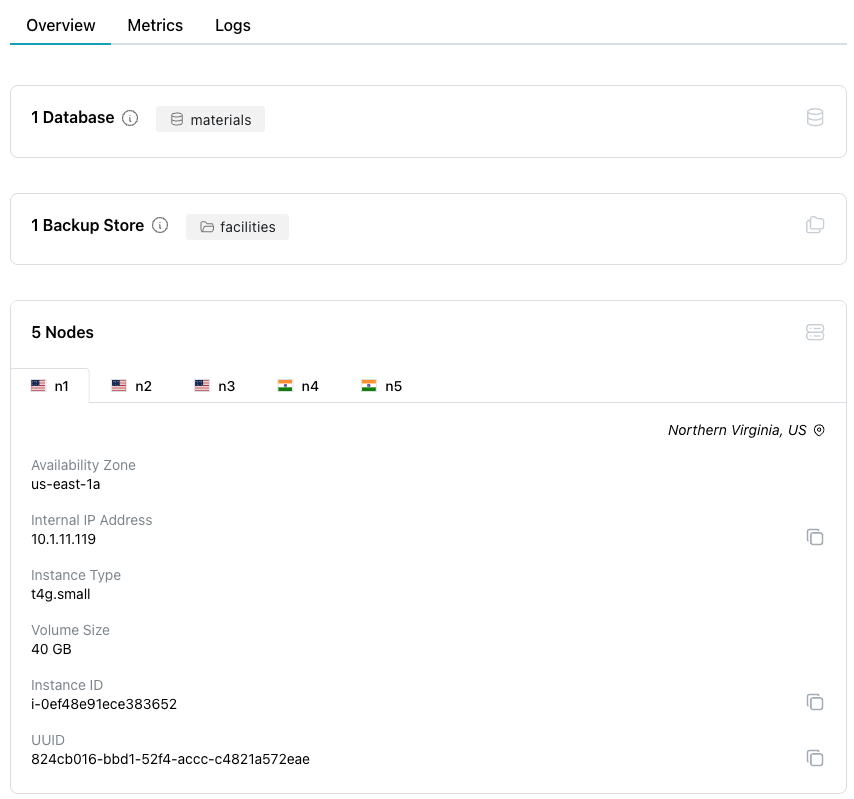 Overview Metrics Logs
1 Database materials
1 Backup Store facilities
5 Nodes
n1 n2 n3 n4 n5
Northern Virginia, US
Availability Zone
us-east-1a
Internal IP Address
10.1.11.119
Instance Type
t4g.small
Volume Size
40 GB
Instance ID
i-0ef48e91ece383652
UUID
824cb016-bbd1-52f4-accc-c4821a572eae